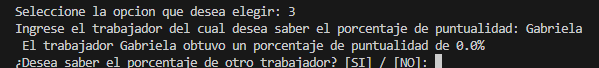 Seleccione la opcion que desea elegir: 3
Ingrese el trabajador del cual desea saber el porcentaje de puntualidad: Gabriela
El trabajador Gabriela obtuvo un porcentaje de puntualidad de 0.0%
¿Desea saber el porcentaje de otro trabajador? [SI] / [NO]: